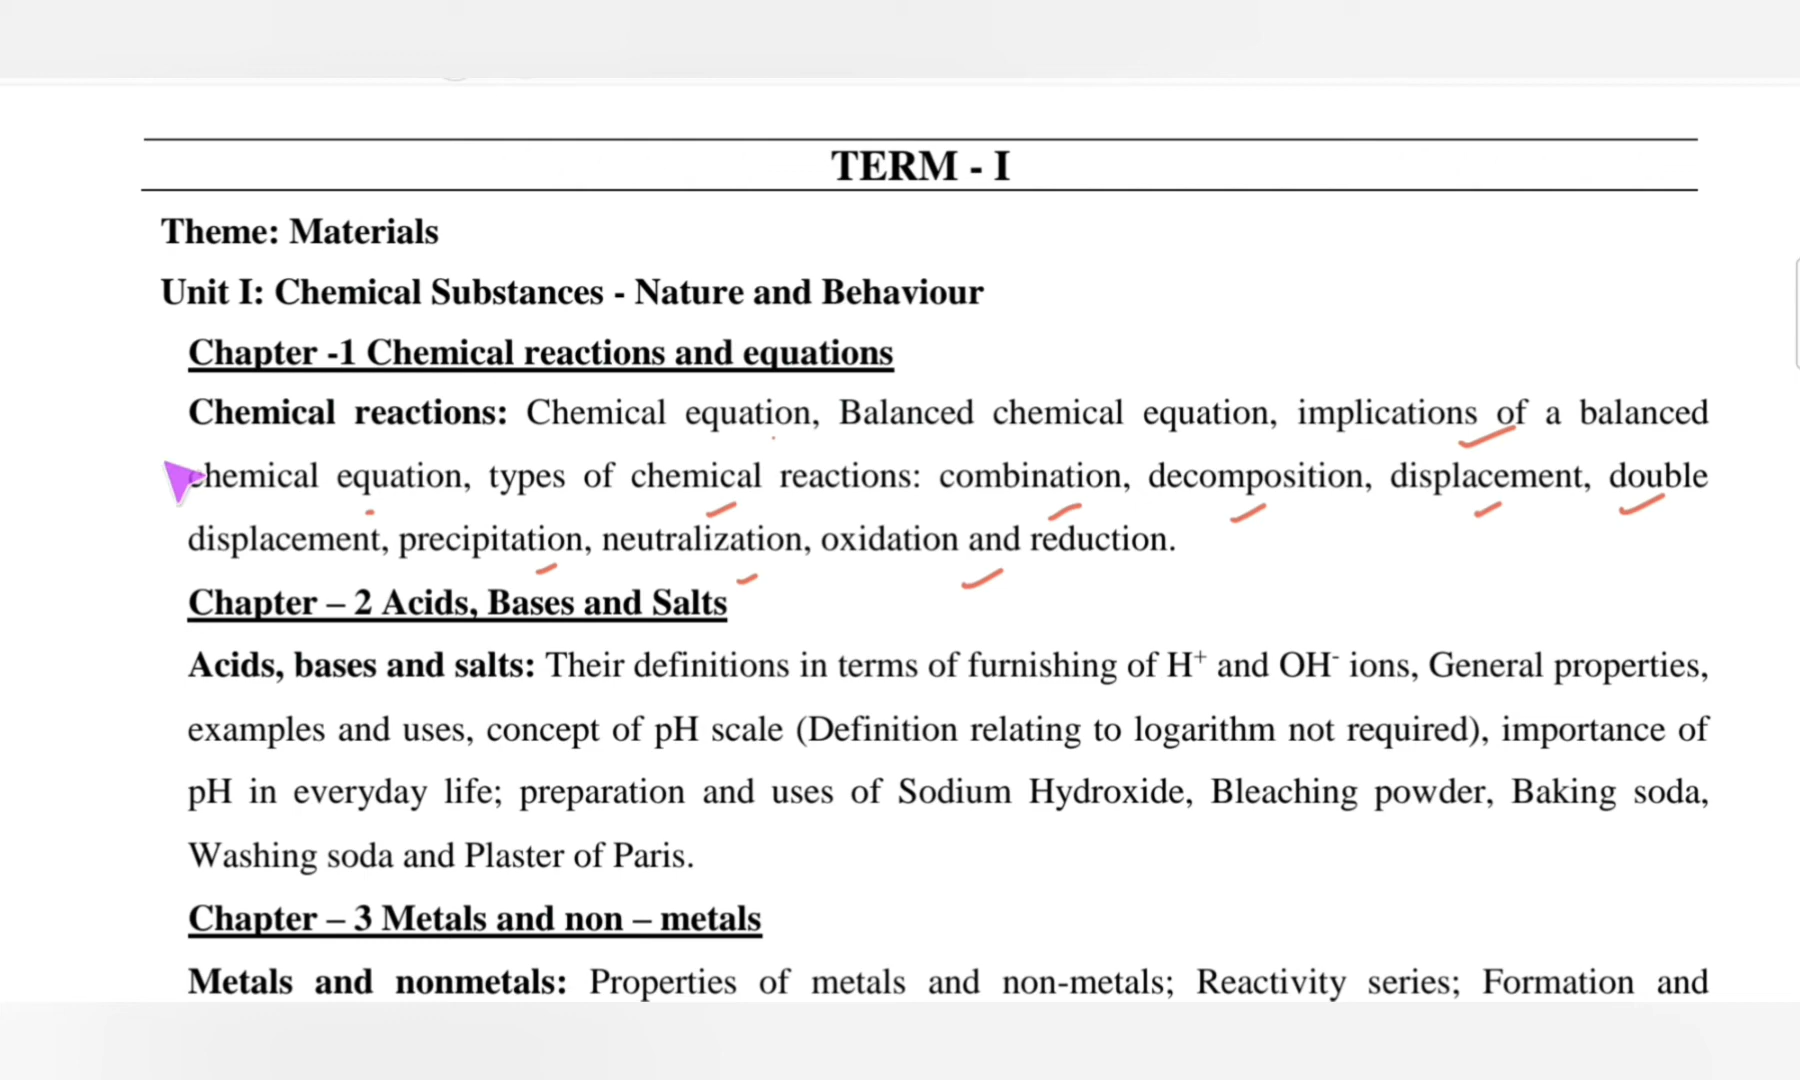 TERM - I
Theme: Materials
Unit I: Chemical Substances - Nature and Behaviour
Chapter -1 Chemical reactions and equations
Chemical reactions: Chemical equation, Balanced chemical equation, implications of a balanced
chemical equation, types of chemical reactions: combination, decomposition, displacement, double
displacement, precipitation, neutralization, oxidation and reduction.
Chapter – 2 Acids, Bases and Salts
Acids, bases and salts: Their definitions in terms of furnishing of H⁺ and OH⁻ ions, General properties,
examples and uses, concept of pH scale (Definition relating to logarithm not required), importance of
pH in everyday life; preparation and uses of Sodium Hydroxide, Bleaching powder, Baking soda,
Washing soda and Plaster of Paris.
Chapter – 3 Metals and non – metals
Metals and nonmetals: Properties of metals and non-metals; Reactivity series; Formation and